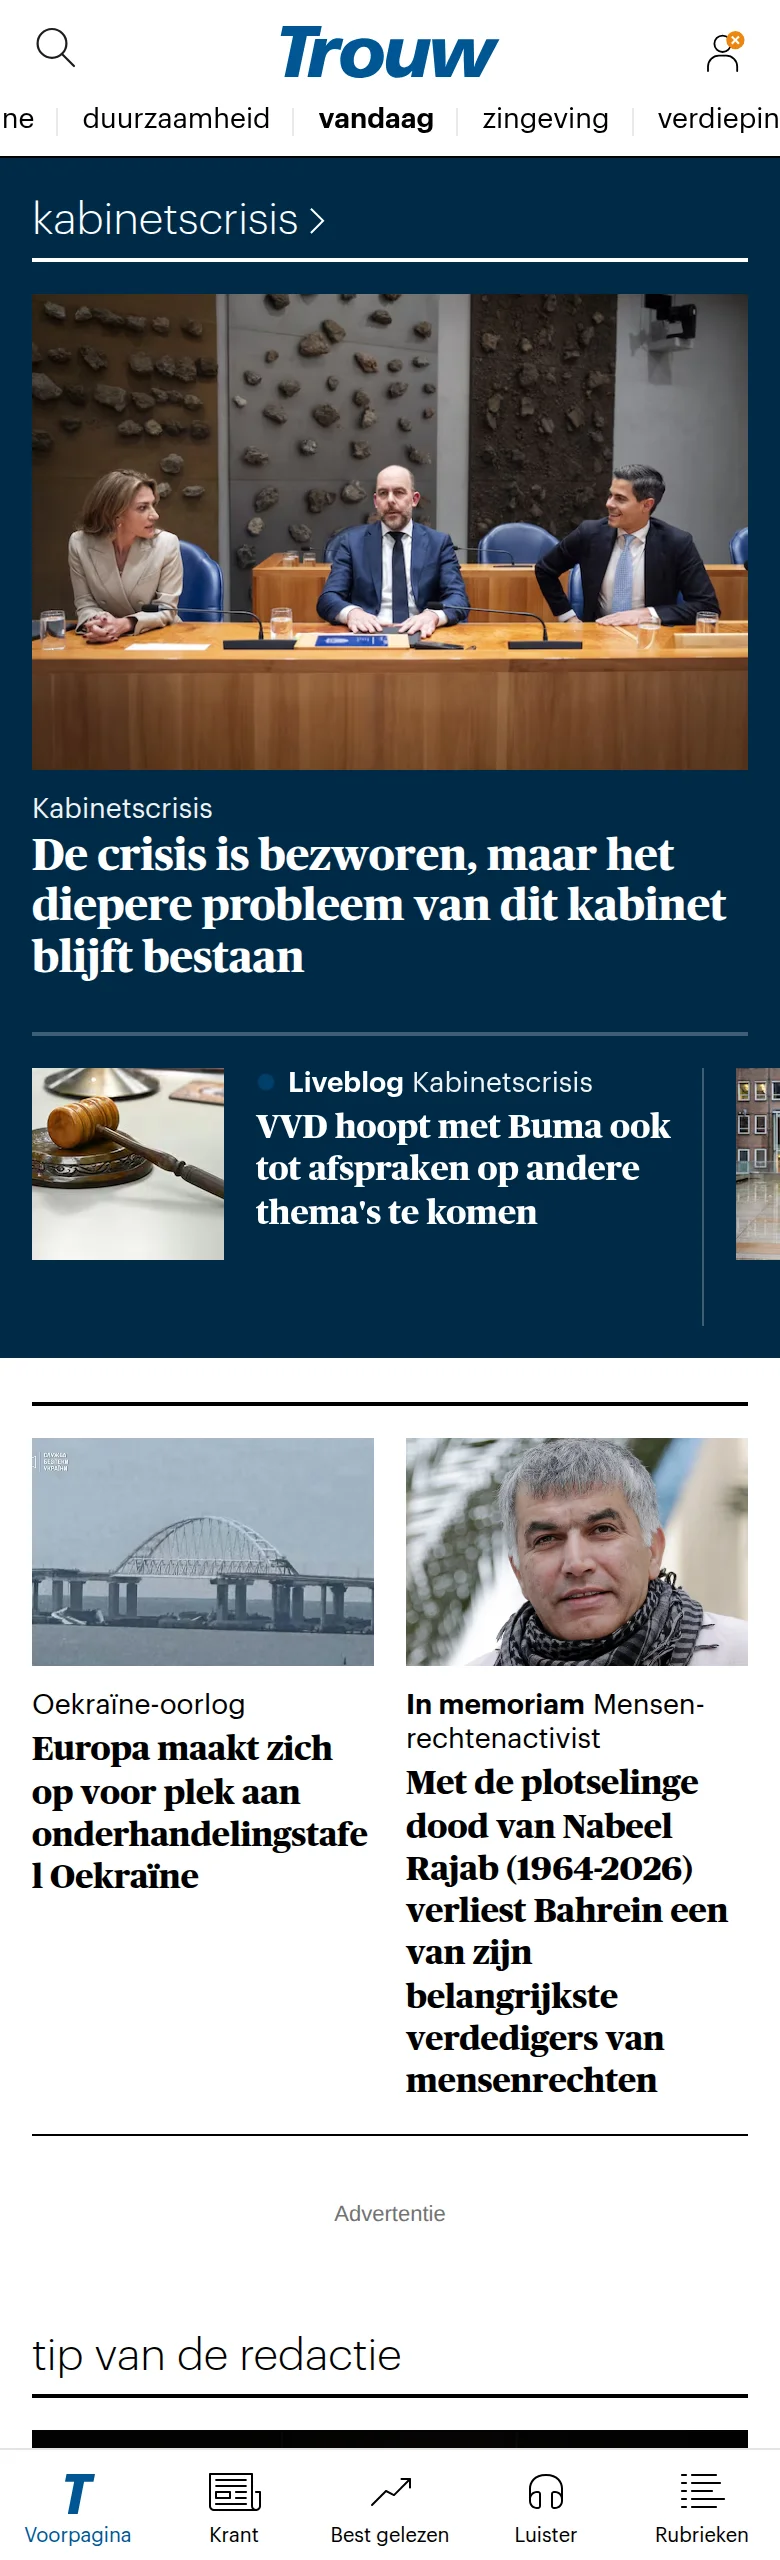 Trouw
ne
duurzaamheid
vandaag
zingeving
verdiepin
kabinetscrisis
Kabinetscrisis
De crisis is bezworen, maar het
diepere probleem van dit kabinet
blijft bestaan
Liveblog Kabinetscrisis
VVD hoopt met Buma ook
tot afspraken op andere
thema's te komen
СЛУЖБА
БЕЗПЕКИ
УКРАЇНИ
Oekraïne-oorlog
Europa maakt zich
op voor plek aan
onderhandelingstafe
l Oekraïne
In memoriam Mensen-
rechtenactivist
Met de plotselinge
dood van Nabeel
Rajab (1964-2026)
verliest Bahrein een
van zijn
belangrijkste
verdedigers van
mensenrechten
Advertentie
tip van de redactie
T
Voorpagina
Krant
Best gelezen
Luister
Rubrieken